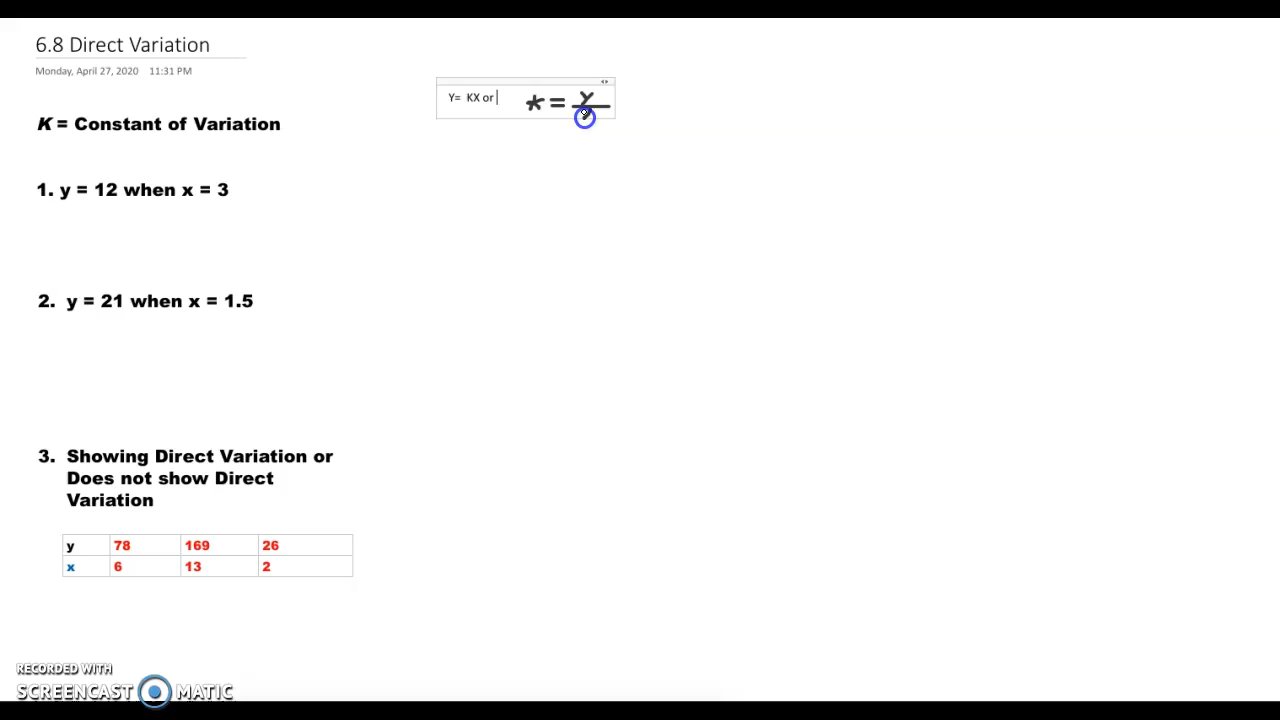 6.8 Direct Variation
Monday, April 27, 2020 11:31 PM
Y= KX or k = y
K = Constant of Variation
1. y = 12 when x = 3
2. y = 21 when x = 1.5
3. Showing Direct Variation or
Does not show Direct
Variation
y 78 169 26
x 6 13 2
RECORDED WITH
SCREENCAST MATIC